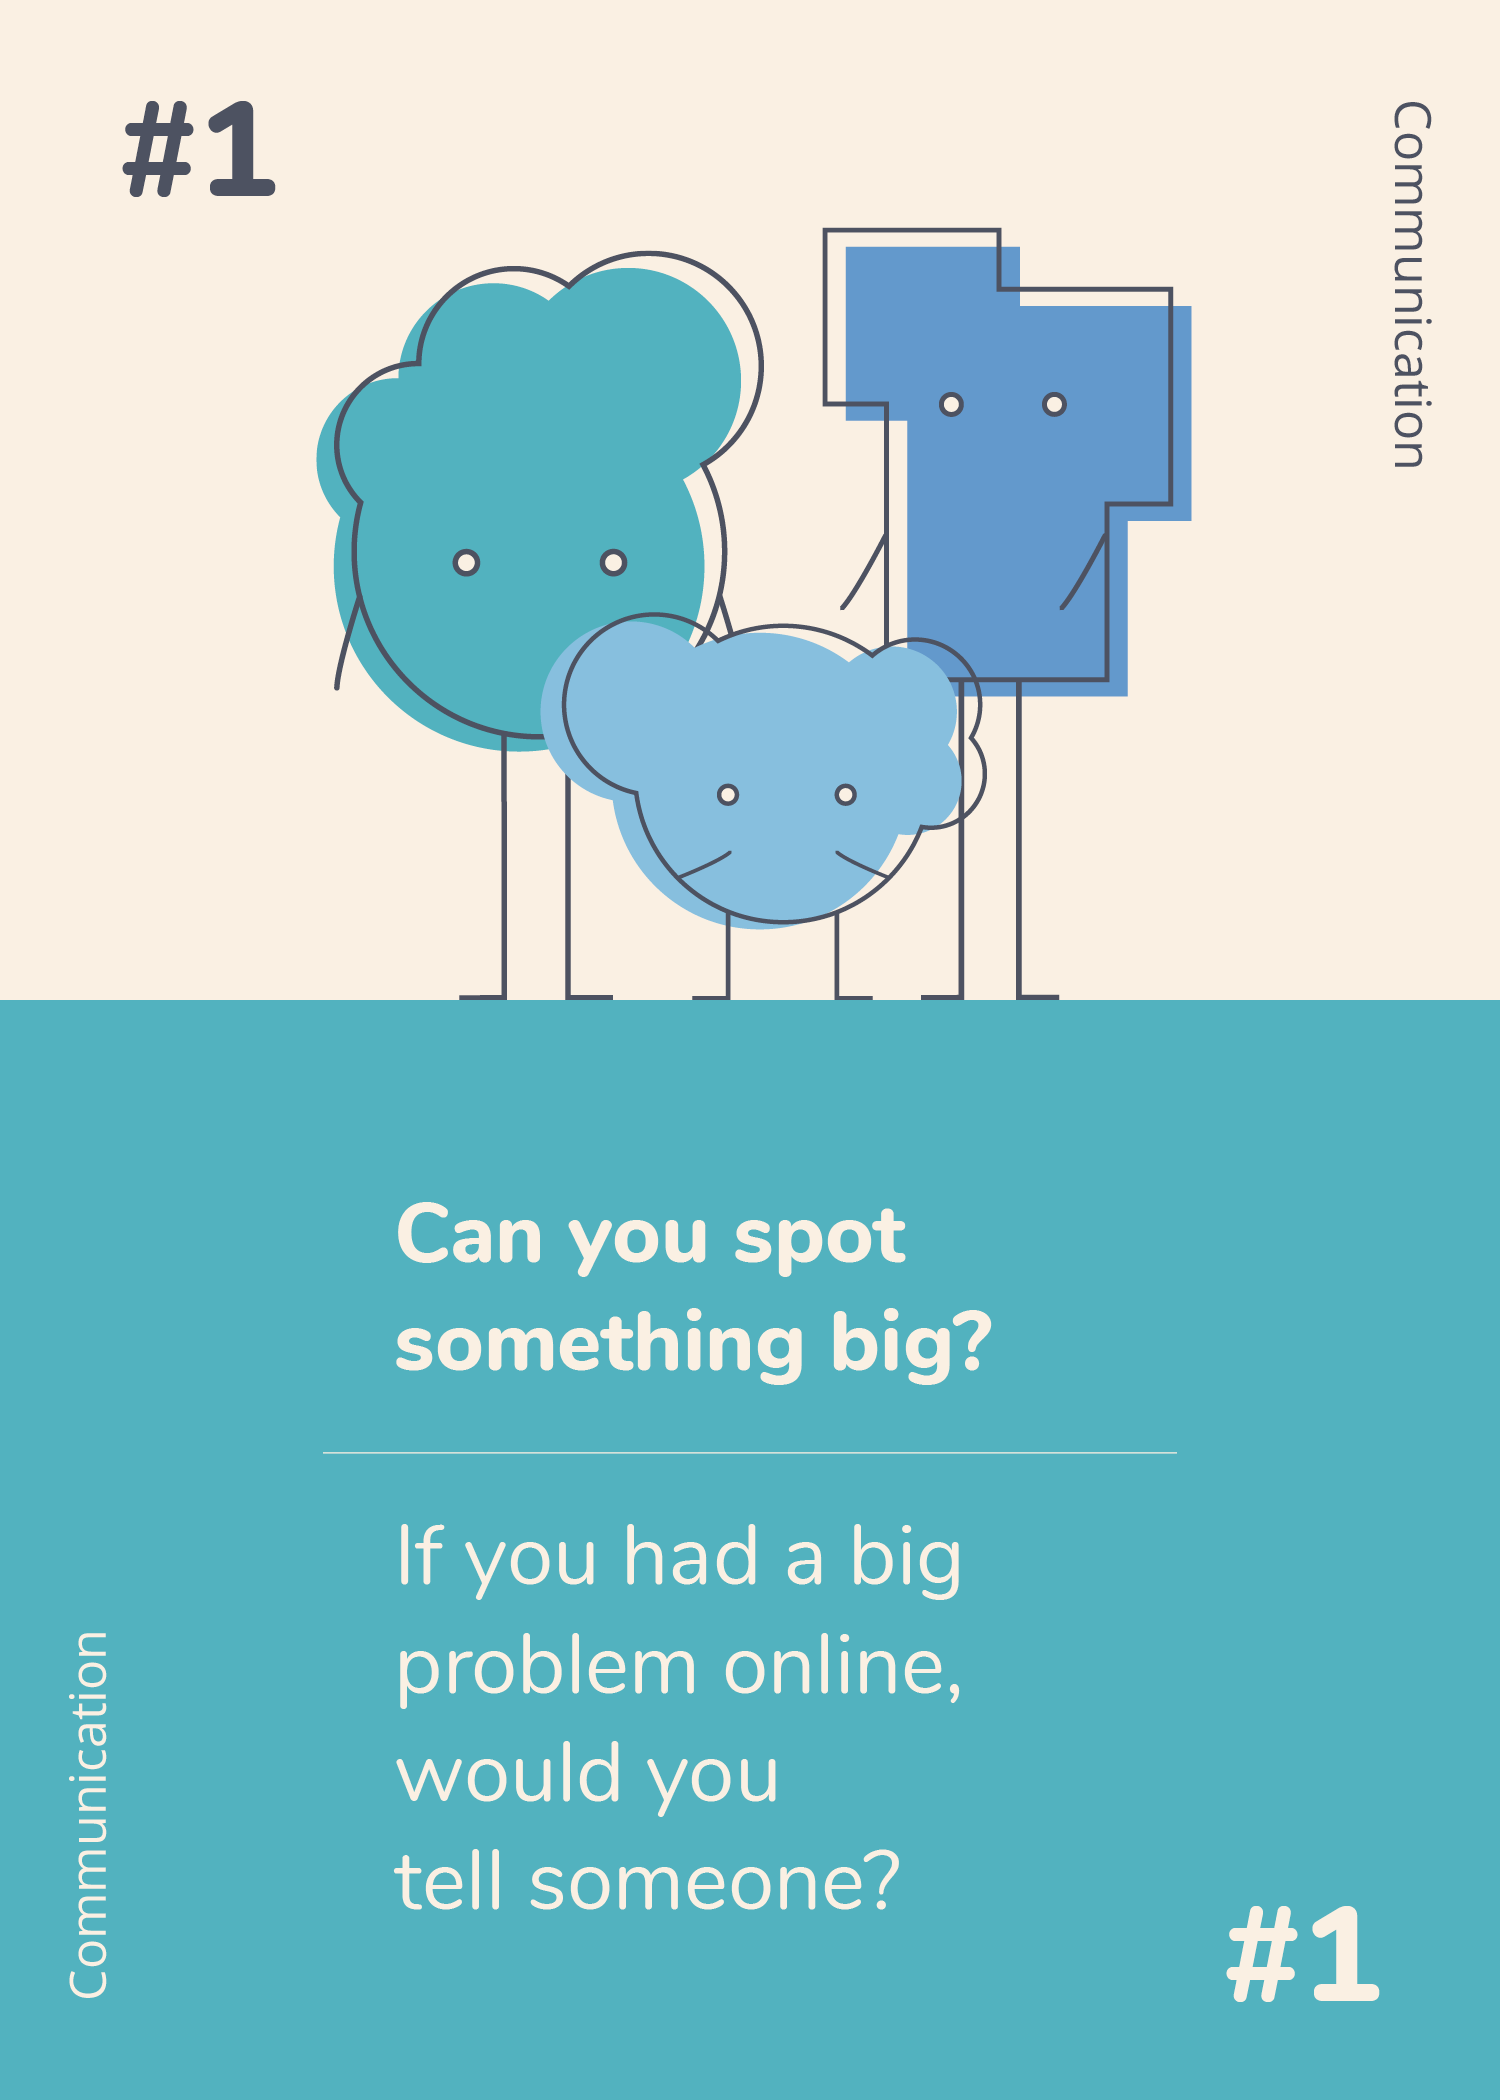 #1
Communication
Can you spot
something big?
If you had a big
problem online,
would you
tell someone?
Communication
#1